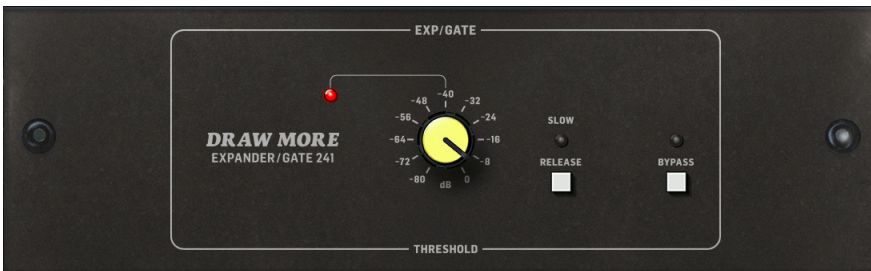 EXP/GATE
-40
-48
-32
-56
-24
-64
-16
-72
-8
-80
0
dB
DRAW MORE
EXPANDER/GATE 241
SLOW
RELEASE
BYPASS
THRESHOLD